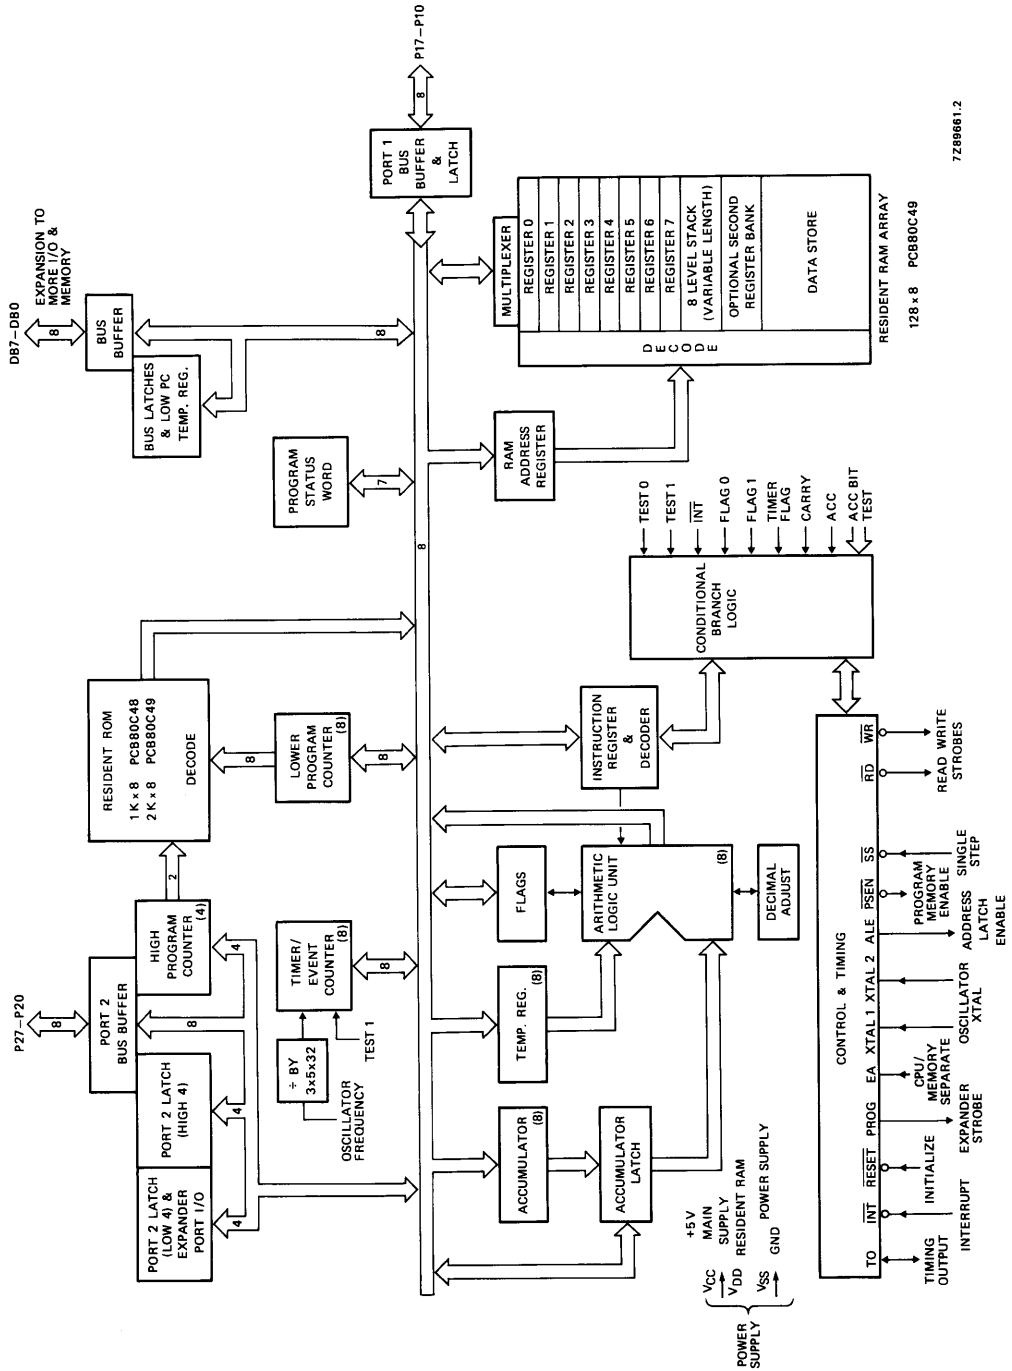 P27–P20
8
PORT 2
BUS BUFFER
PORT 2 LATCH
(LOW 4) &
EXPANDER
PORT I/O
PORT 2 LATCH
(HIGH 4)
HIGH
PROGRAM
COUNTER
(4)
2
4
4
8
4
RESIDENT ROM
1K x 8 PCB80C48
2K x 8 PCB80C49
DECODE
8
LOWER
PROGRAM
COUNTER
(8)
8
OSCILLATOR
FREQUENCY
÷ BY
3x5x32
TEST 1
TIMER/
EVENT
COUNTER
(8)
8
PROGRAM
STATUS
WORD
7
DB7–DB0
8
EXPANSION TO
MORE I/O &
MEMORY
BUS
BUFFER
BUS LATCHES
& LOW PC
TEMP. REG.
8
8
PORT 1
BUS
BUFFER
&
LATCH
8
P17–P10
ACCUMULATOR
(8)
ACCUMULATOR
LATCH
TEMP. REG.
(8)
FLAGS
ARITHMETIC
LOGIC UNIT
(8)
DECIMAL
ADJUST
INSTRUCTION
REGISTER
&
DECODER
RAM
ADDRESS
REGISTER
MULTIPLEXER
DECODE
REGISTER 0
REGISTER 1
REGISTER 2
REGISTER 3
REGISTER 4
REGISTER 5
REGISTER 6
REGISTER 7
8 LEVEL STACK
(VARIABLE LENGTH)
OPTIONAL SECOND
REGISTER BANK
DATA STORE
RESIDENT RAM ARRAY
128 x 8 PCB80C49
CONDITIONAL
BRANCH
LOGIC
TEST 0
TEST 1
INT
FLAG 0
FLAG 1
TIMER
FLAG
CARRY
ACC
ACC BIT
TEST
POWER
SUPPLY
VCC
+5 V
MAIN
SUPPLY
VDD
RESIDENT RAM
VSS
GND
POWER SUPPLY
CONTROL & TIMING
TO
INT
RESET
PROG
EA
XTAL 1
XTAL 2
ALE
PSEN
SS
RD
WR
TIMING
OUTPUT
INTERRUPT
INITIALIZE
EXPANDER
STROBE
CPU/
MEMORY
SEPARATE
OSCILLATOR
XTAL
ADDRESS
LATCH
ENABLE
PROGRAM
MEMORY
ENABLE
SINGLE
STEP
READ WRITE
STROBES
7Z89661.2